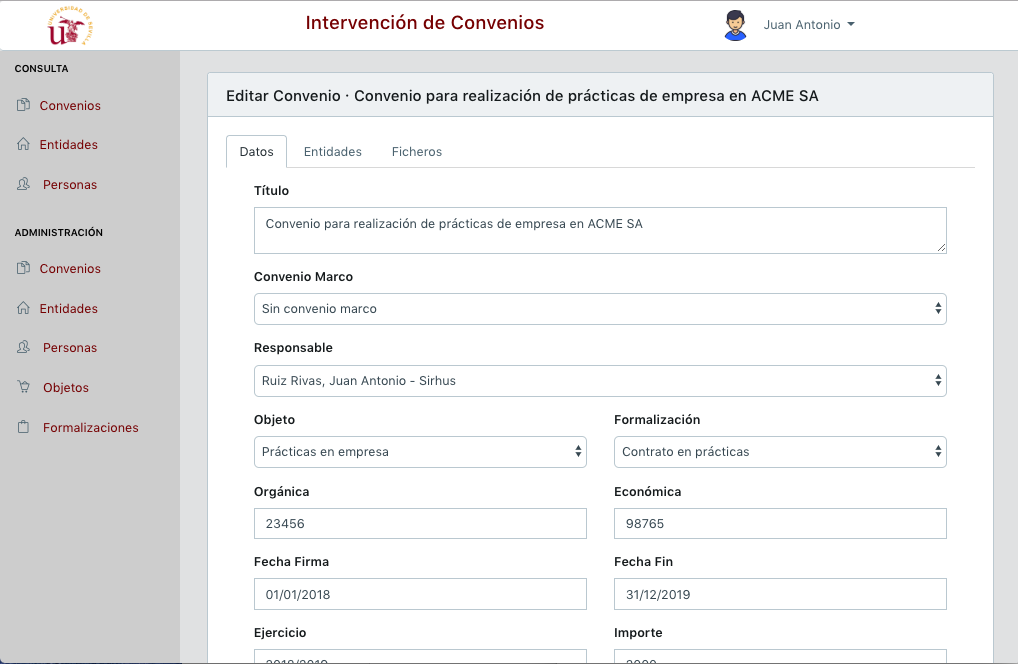 UNIVERSIDAD DE SEVILLA
Intervención de Convenios
Juan Antonio
CONSULTA
Convenios
Entidades
Personas
ADMINISTRACIÓN
Convenios
Entidades
Personas
Objetos
Formalizaciones
Editar Convenio · Convenio para realización de prácticas de empresa en ACME SA
Datos Entidades Ficheros
Título
Convenio para realización de prácticas de empresa en ACME SA
Convenio Marco
Sin convenio marco
Responsable
Ruiz Rivas, Juan Antonio - Sirhus
Objeto Formalización
Prácticas en empresa Contrato en prácticas
Orgánica Económica
23456 98765
Fecha Firma Fecha Fin
01/01/2018 31/12/2019
Ejercicio Importe
2018/2019 3000